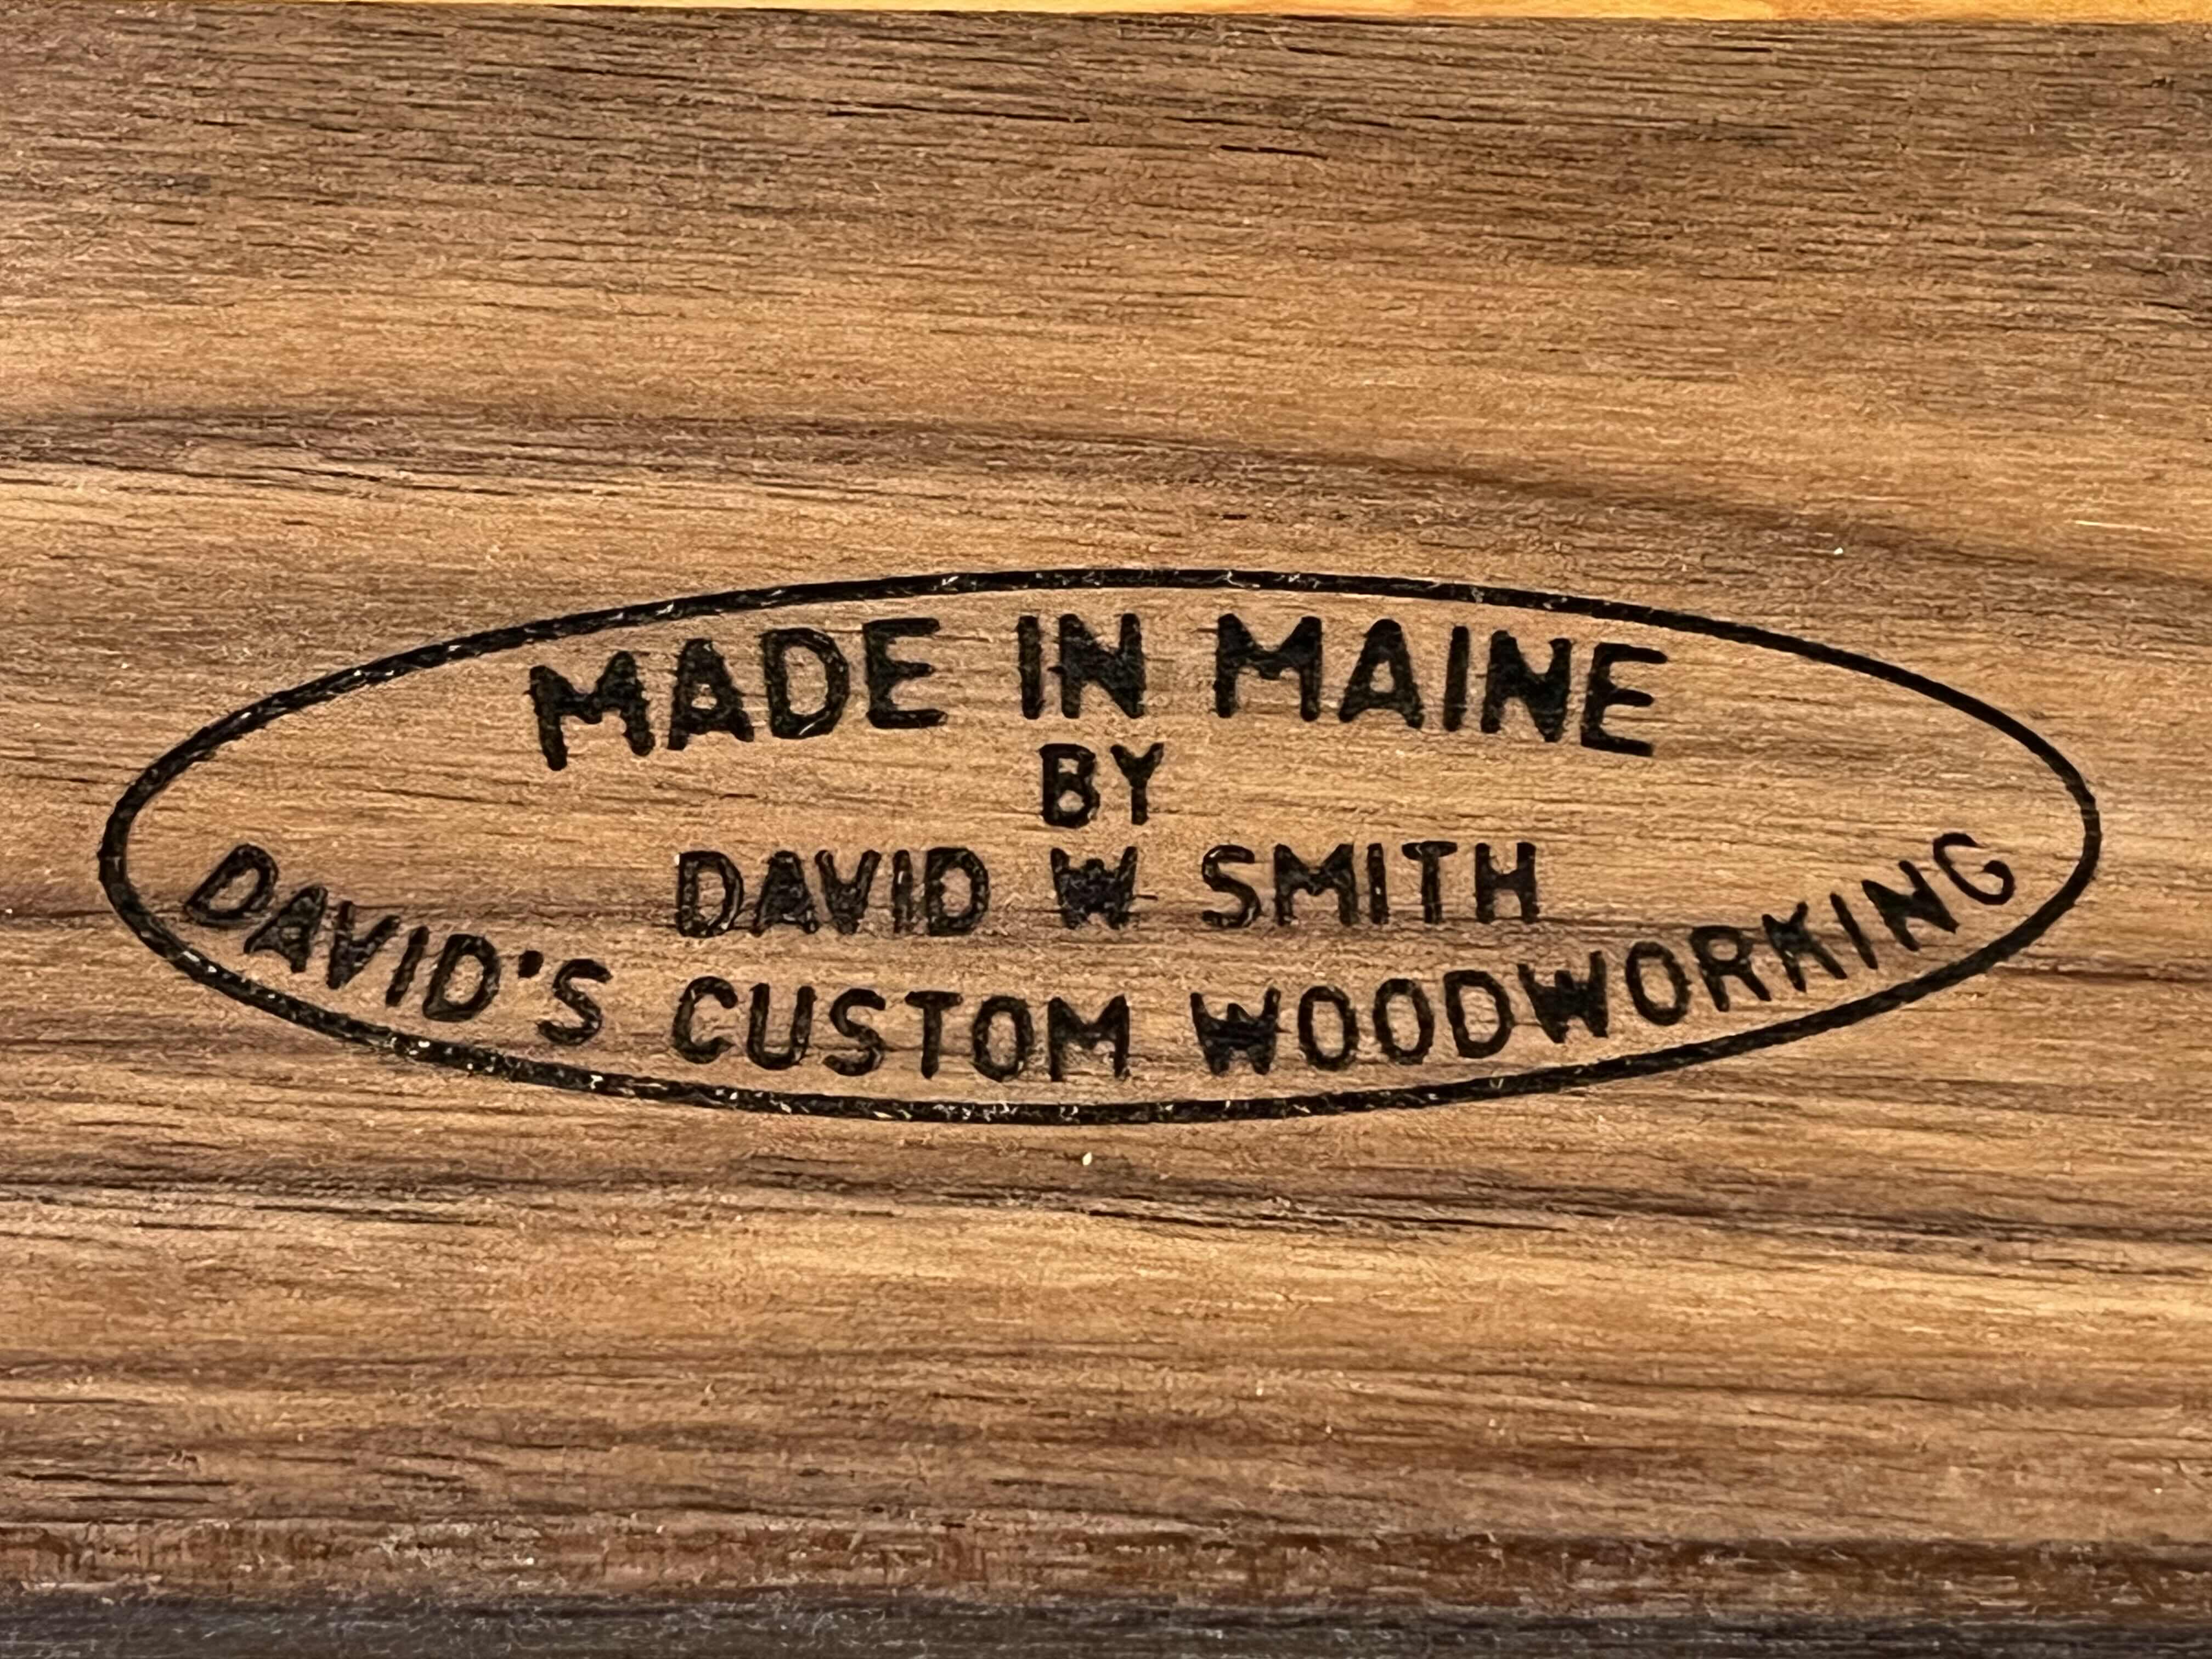 MADE IN MAINE
BY
DAVID W SMITH
DAVID'S CUSTOM WOODWORKING